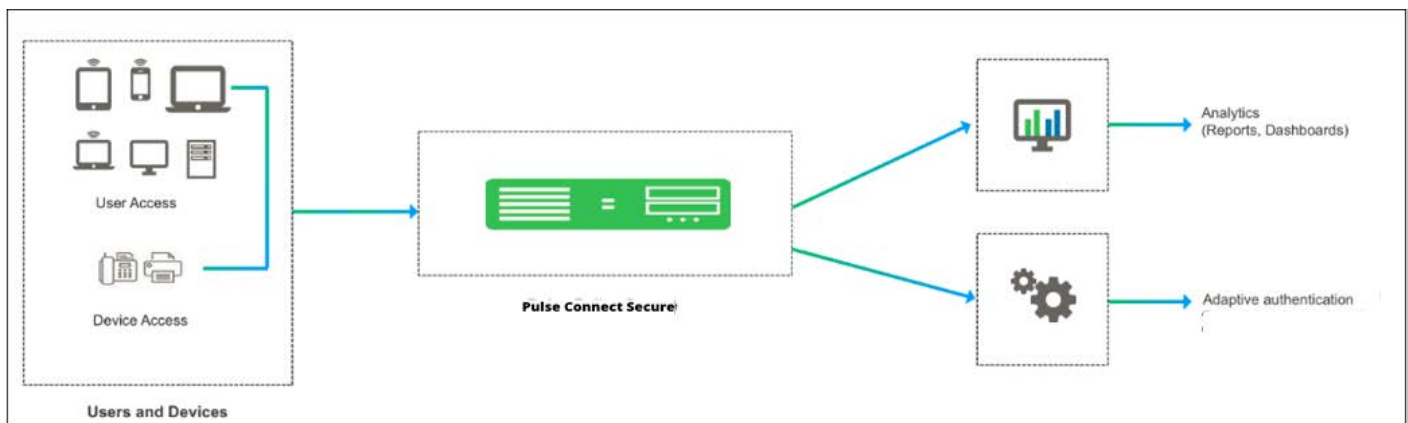 User Access
Device Access
Users and Devices
Pulse Connect Secure
Analytics
(Reports, Dashboards)
Adaptive authentication